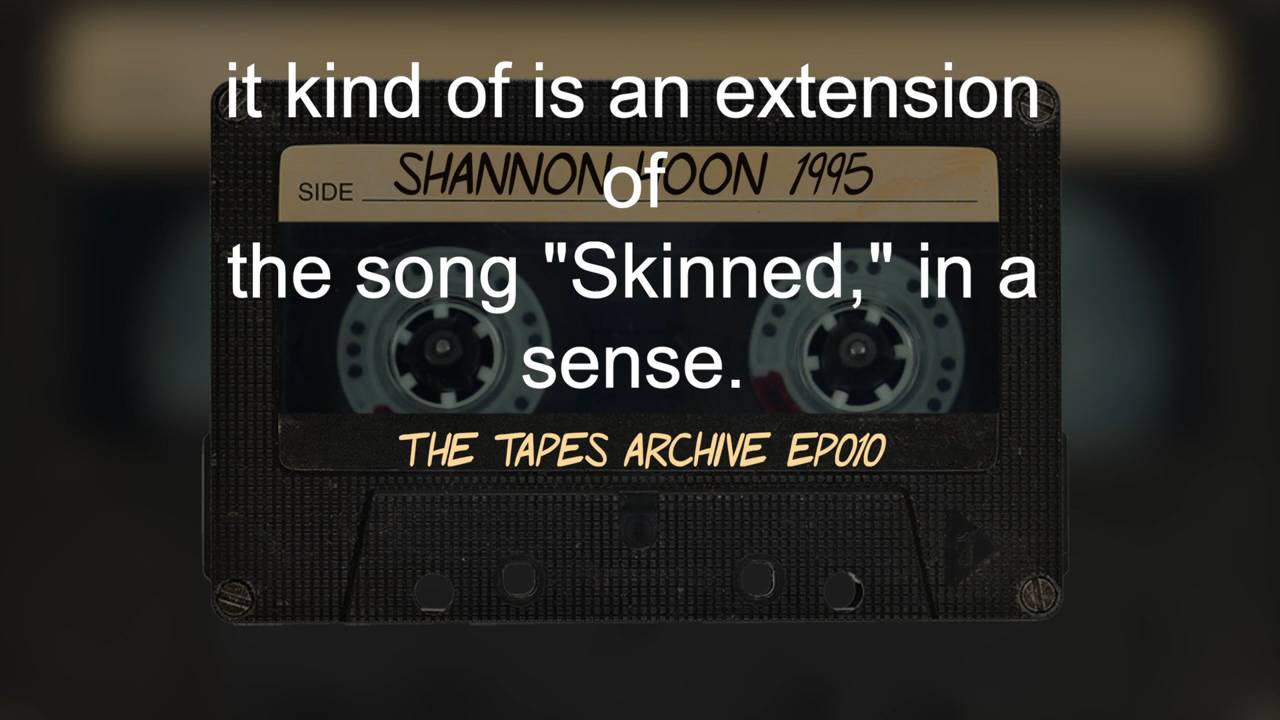 it kind of is an extension
of
the song "Skinned," in a
sense.
SIDE
SHANNON HOON 1995
THE TAPES ARCHIVE EP010